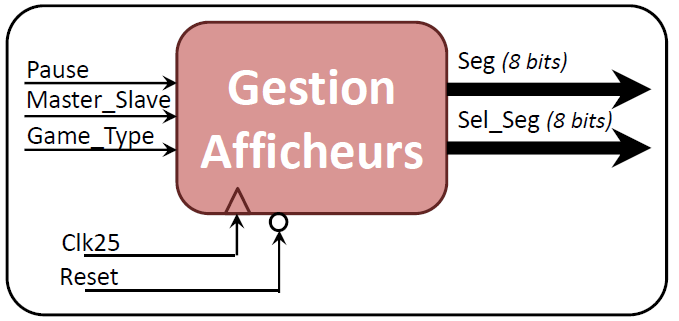 Pause
Master_Slave
Game_Type
Gestion
Afficheurs
Seg (8 bits)
Sel_Seg (8 bits)
Clk25
Reset